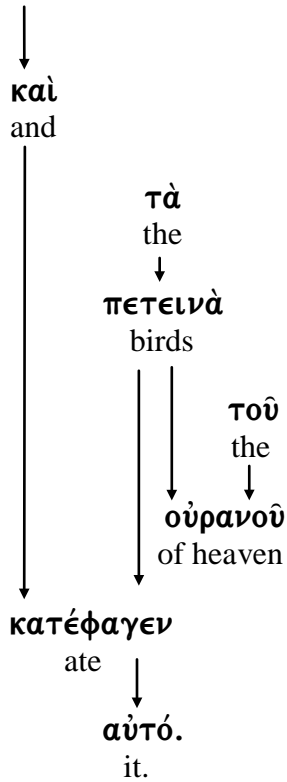 καὶ
and
τὰ
the
πετεινὰ
birds
τοῦ
the
οὐρανοῦ
of heaven
κατέφαγεν
ate
αὐτό.
it.